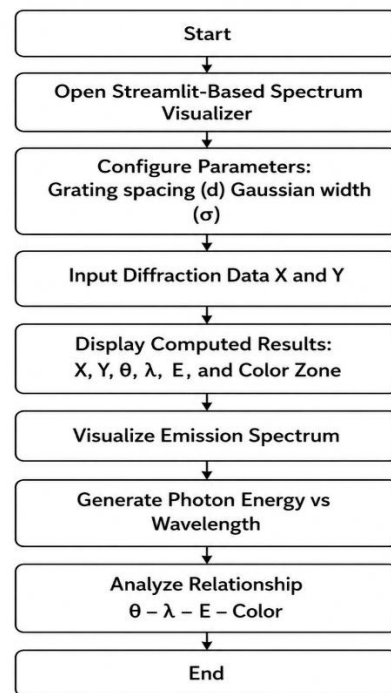 Start
Open Streamlit-Based Spectrum
Visualizer
Configure Parameters:
Grating spacing (d) Gaussian width
(σ)
Input Diffraction Data X and Y
Display Computed Results:
X, Y, θ, λ, E, and Color Zone
Visualize Emission Spectrum
Generate Photon Energy vs
Wavelength
Analyze Relationship
θ – λ – E – Color
End